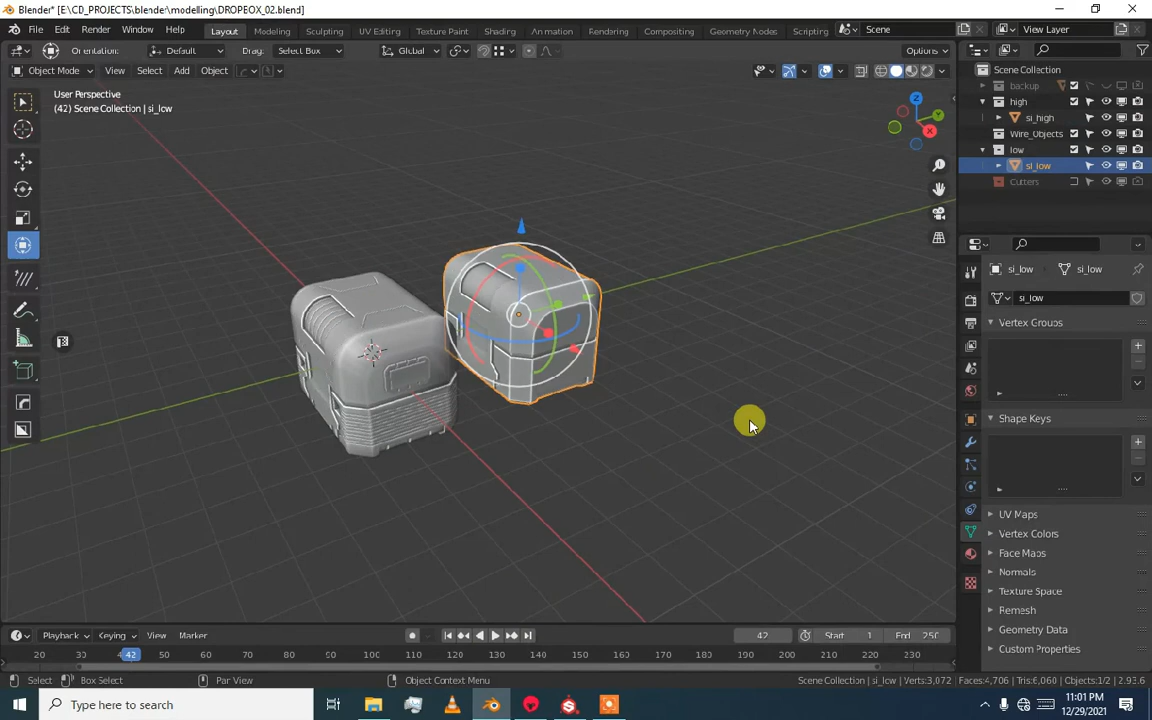 Blender* [E:\CD_PROJECTS\e-behance\modelling\DROPEBOX_02.blend]
File Edit Render Window Help Layout Modeling Sculpting UV Editing Texture Paint Shading Animation Rendering Compositing Geometry Nodes Scripting Scene View Layer
Orientation: Default Drag: Select Box Global Options
Object Mode View Select Add Object
Scene Collection
backup
high
si_high
Wire_Objects
low
si_low
Cutters
User Perspective
(42) Scene Collection | si_low
Z
Y
X
si_low si_low
si_low
Vertex Groups
Shape Keys
UV Maps
Vertex Colors
Face Maps
Normals
Texture Space
Remesh
Geometry Data
Custom Properties
Playback Keying View Marker 42 Start 1 End 250
20 30 42 50 60 70 80 90 100 110 120 130 140 150 160 170 180 190 200 210 220 230
Select Box Select Pan View Object Context Menu Scene Collection | si_low | Verts:3,072 | Faces:4,706 | Tris:6,060 | Objects:1/2 | 2.93.6
Type here to search
11:01 PM
12/29/2021